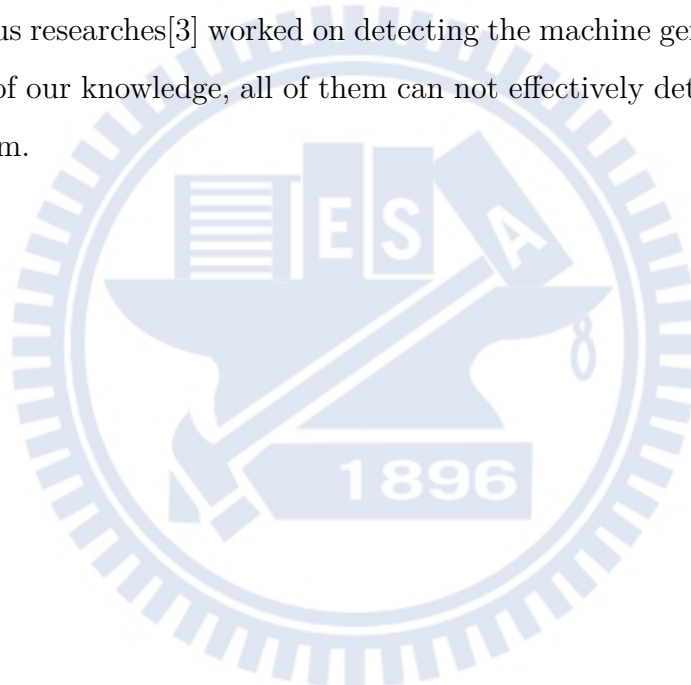 us researches[3] worked on detecting the machine ge
of our knowledge, all of them can not effectively det
m.
E S A
1896